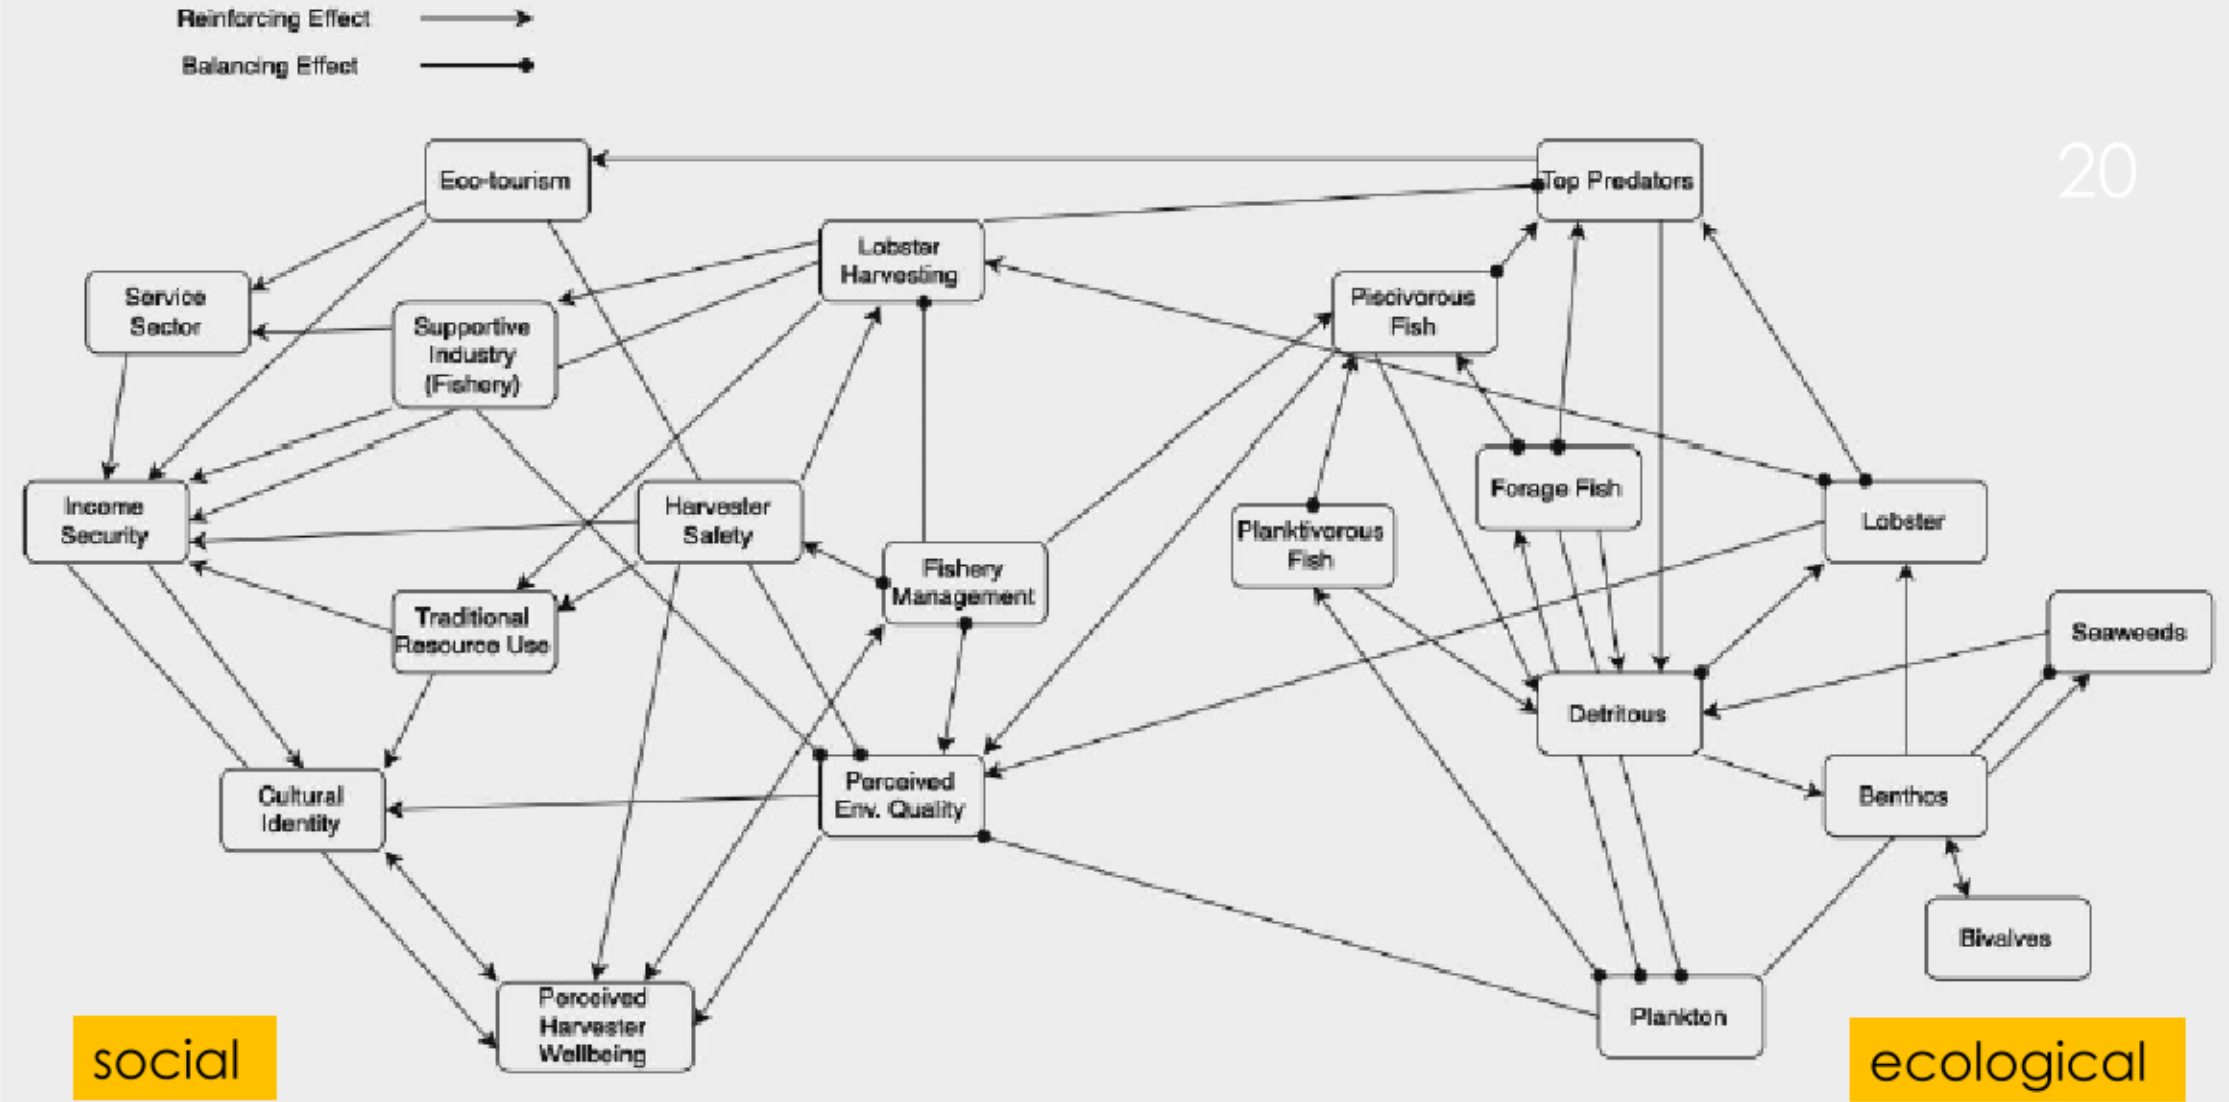 Reinforcing Effect
Balancing Effect
20
Eco-tourism
Top Predators
Lobster
Harvesting
Service
Sector
Supportive
Industry
(Fishery)
Piscivorous
Fish
Income
Security
Harvester
Safety
Forage Fish
Planktivorous
Fish
Lobster
Fishery
Management
Traditional
Resource Use
Seaweeds
Detritous
Cultural
Identity
Perceived
Env. Quality
Benthos
Bivalves
Perceived
Harvester
Wellbeing
Plankton
social
ecological